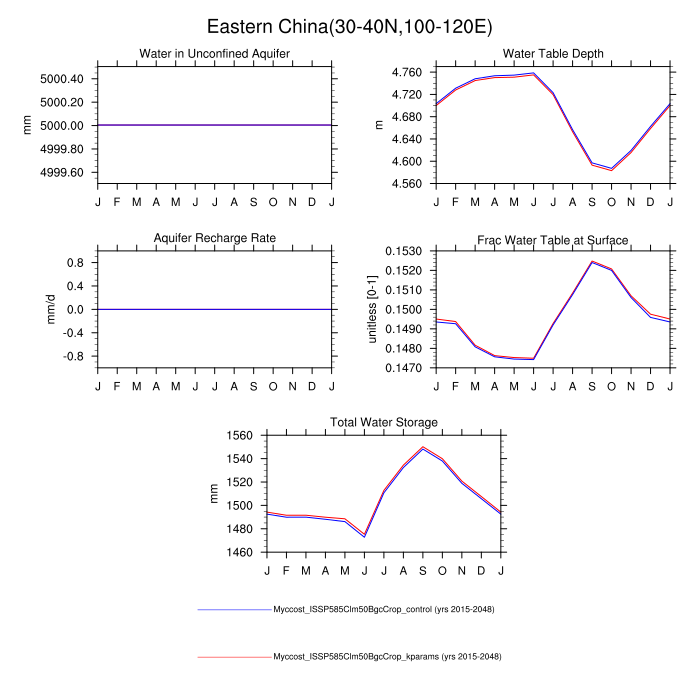 Eastern China(30-40N,100-120E)
Water in Unconfined Aquifer
mm
5000.40
5000.20
5000.00
4999.80
4999.60
J F M A M J J A S O N D J
Water Table Depth
m
4.760
4.720
4.680
4.640
4.600
4.560
J F M A M J J A S O N D J
Aquifer Recharge Rate
mm/d
0.8
0.4
0.0
-0.4
-0.8
J F M A M J J A S O N D J
Frac Water Table at Surface
unitless [0-1]
0.1530
0.1520
0.1510
0.1500
0.1490
0.1480
0.1470
J F M A M J J A S O N D J
Total Water Storage
mm
1560
1540
1520
1500
1480
1460
J F M A M J J A S O N D J
Myccost_ISSP585Clm50BgcCrop_control (yrs 2015-2048)
Myccost_ISSP585Clm50BgcCrop_kparams (yrs 2015-2048)